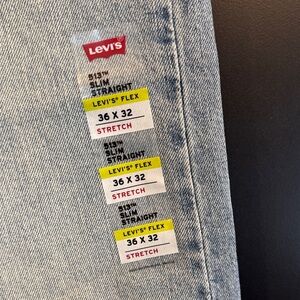 Levi's
513™
SLIM
STRAIGHT
LEVI'S® FLEX
36 X 32
STRETCH
513™
SLIM
STRAIGHT
LEVI'S® FLEX
36 X 32
STRETCH
513™
SLIM
STRAIGHT
LEVI'S® FLEX
36 X 32
STRETCH